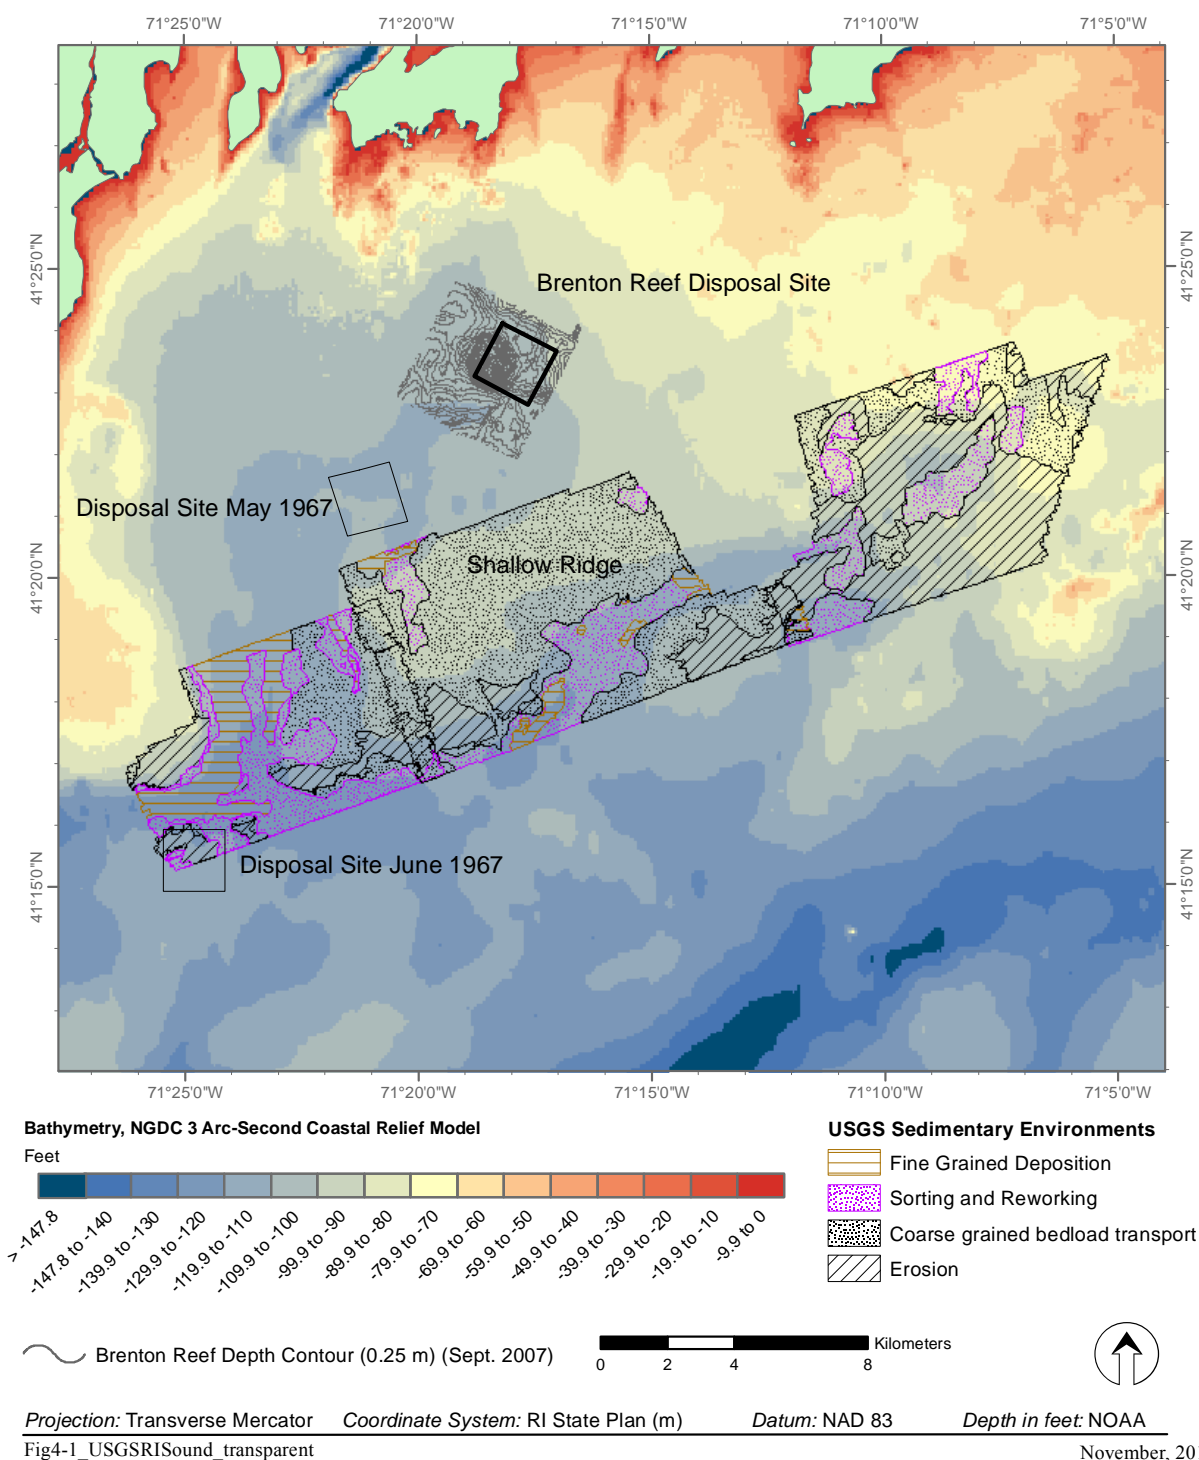 71°25'0"W 71°20'0"W 71°15'0"W 71°10'0"W 71°5'0"W
41°25'0"N 41°25'0"N
Brenton Reef Disposal Site
Disposal Site May 1967
Shallow Ridge
41°20'0"N 41°20'0"N
Disposal Site June 1967
41°15'0"N 41°15'0"N
71°25'0"W 71°20'0"W 71°15'0"W 71°10'0"W 71°5'0"W
Bathymetry, NGDC 3 Arc-Second Coastal Relief Model
Feet
> -147.8
-147.8 to -140
-139.9 to -130
-129.9 to -120
-119.9 to -110
-109.9 to -100
-99.9 to -90
-89.9 to -80
-79.9 to -70
-69.9 to -60
-59.9 to -50
-49.9 to -40
-39.9 to -30
-29.9 to -20
-19.9 to -10
-9.9 to 0
USGS Sedimentary Environments
Fine Grained Deposition
Sorting and Reworking
Coarse grained bedload transport
Erosion
Brenton Reef Depth Contour (0.25 m) (Sept. 2007)
Kilometers
0 2 4 8
Projection: Transverse Mercator Coordinate System: RI State Plan (m) Datum: NAD 83 Depth in feet: NOAA
Fig4-1_USGSRISound_transparent
November, 20